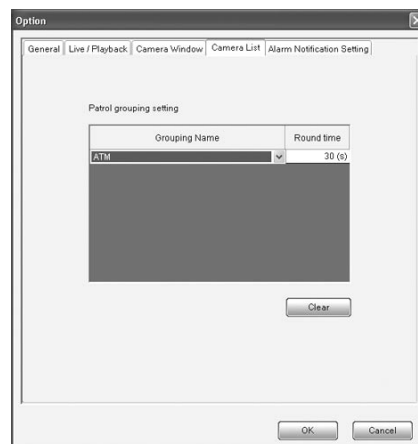 Option
General Live / Playback Camera Window Camera List Alarm Notification Setting
Patrol grouping setting
Grouping Name Round time
ATM 30 (s)
Clear
OK Cancel